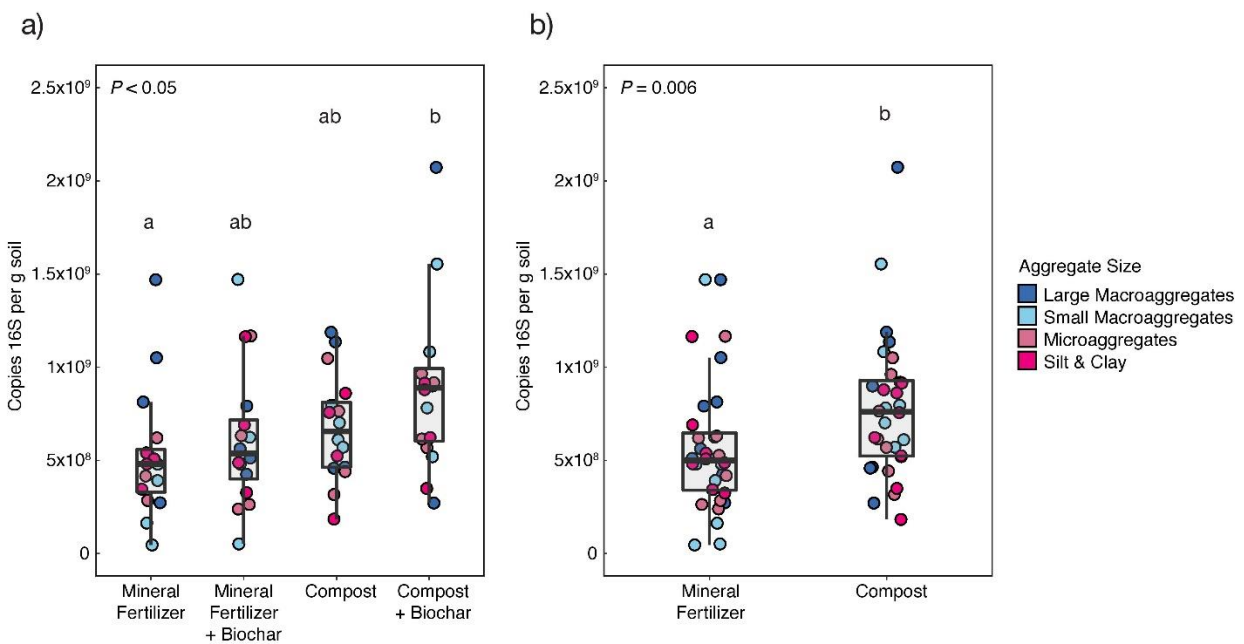 a)
P < 0.05
2.5x10⁹
2x10⁹
1.5x10⁹
1x10⁹
5x10⁸
0
Copies 16S per g soil
a
ab
ab
b
Mineral
Fertilizer
Mineral
Fertilizer
+ Biochar
Compost
Compost
+ Biochar
b)
P = 0.006
2.5x10⁹
2x10⁹
1.5x10⁹
1x10⁹
5x10⁸
0
Copies 16S per g soil
a
b
Mineral
Fertilizer
Compost
Aggregate Size
Large Macroaggregates
Small Macroaggregates
Microaggregates
Silt & Clay